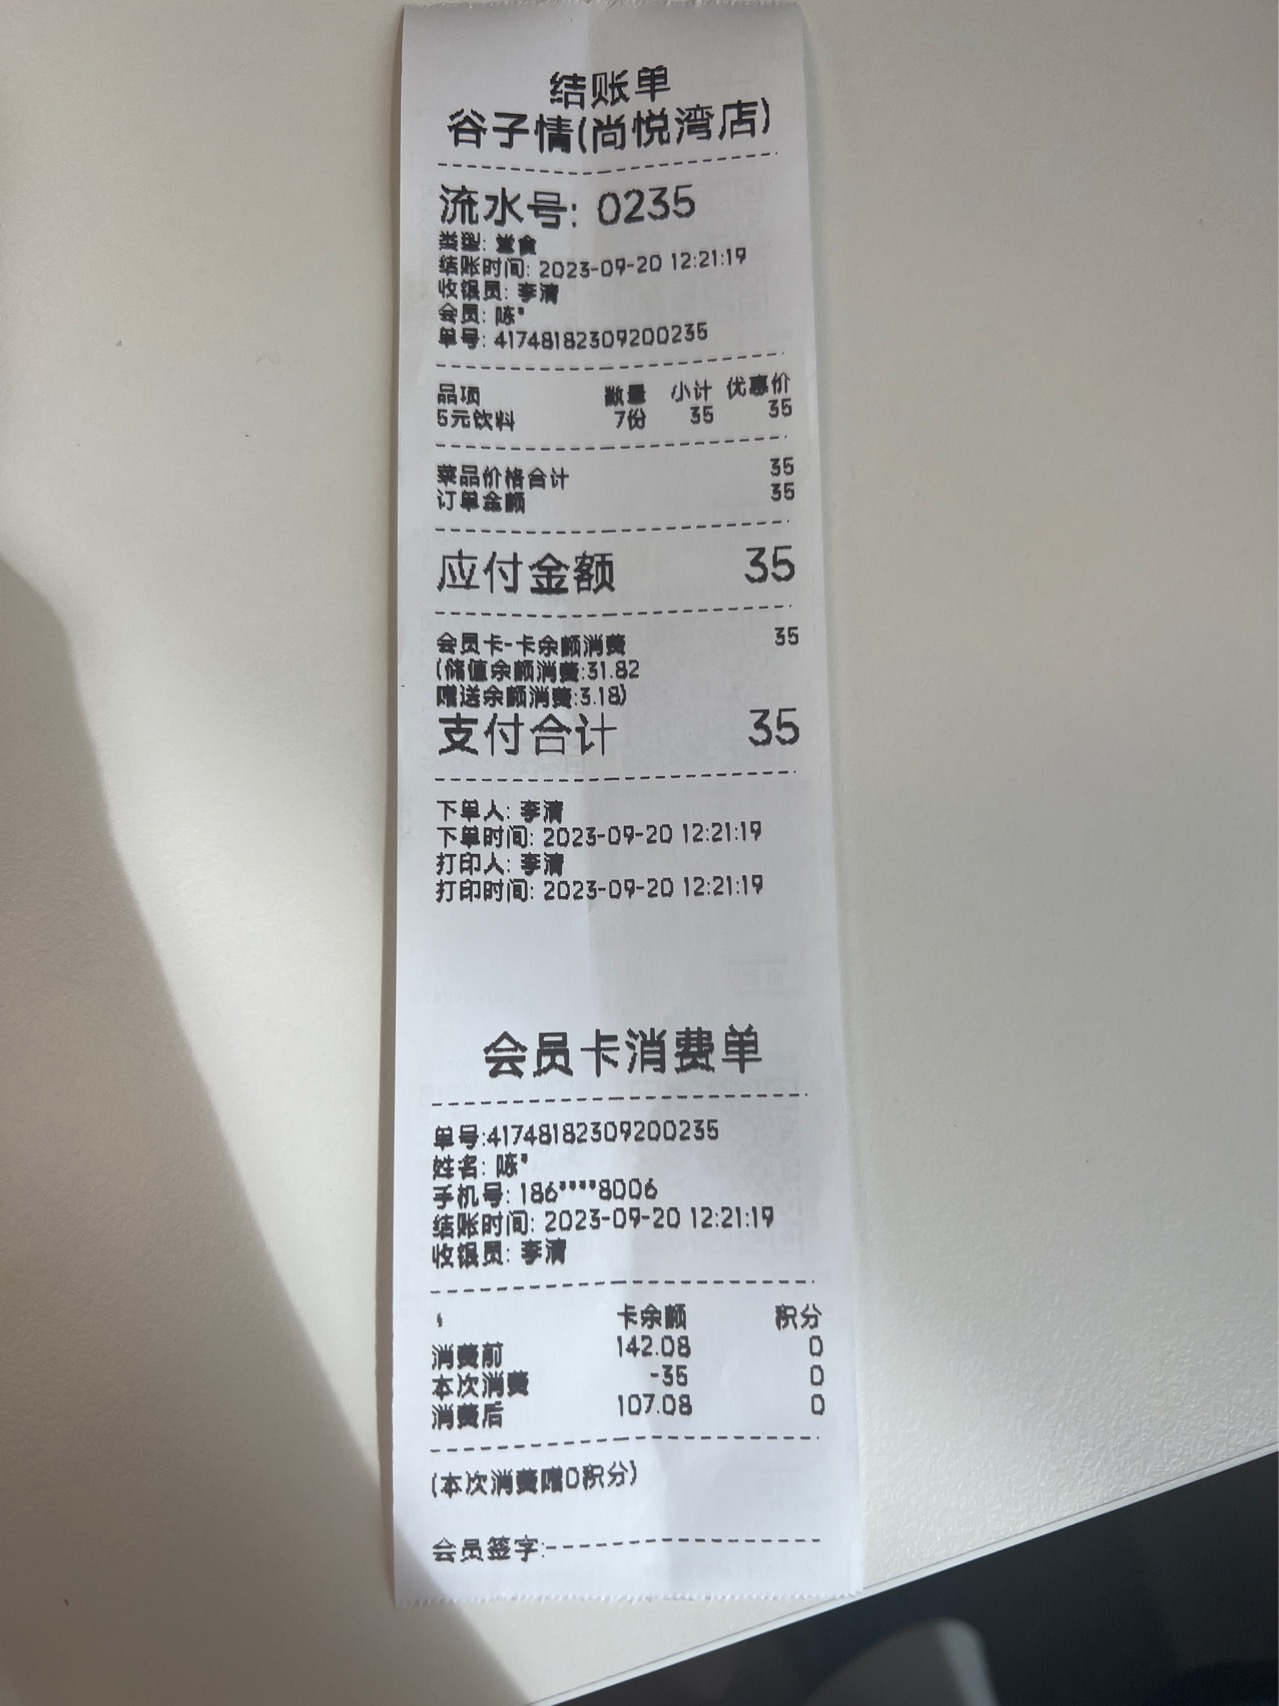 结账单
谷子情(尚悦湾店)
流水号: 0235
类型: 堂食
结账时间: 2023-09-20 12:21:19
收银员: 李清
会员: 陈*
单号: 41748182309200235
品项 数量 小计 优惠价
5元饮料 7份 35 35
菜品价格合计 35
订单金额 35
应付金额 35
会员卡-卡余额消费 35
(储值余额消费:31.82
赠送余额消费:3.18)
支付合计 35
下单人: 李清
下单时间: 2023-09-20 12:21:19
打印人: 李清
打印时间: 2023-09-20 12:21:19
会员卡消费单
单号:41748182309200235
姓名: 陈*
手机号: 186****8006
结账时间: 2023-09-20 12:21:19
收银员: 李清
卡余额 积分
消费前 142.08 0
本次消费 -35 0
消费后 107.08 0
(本次消费赠0积分)
会员签字: